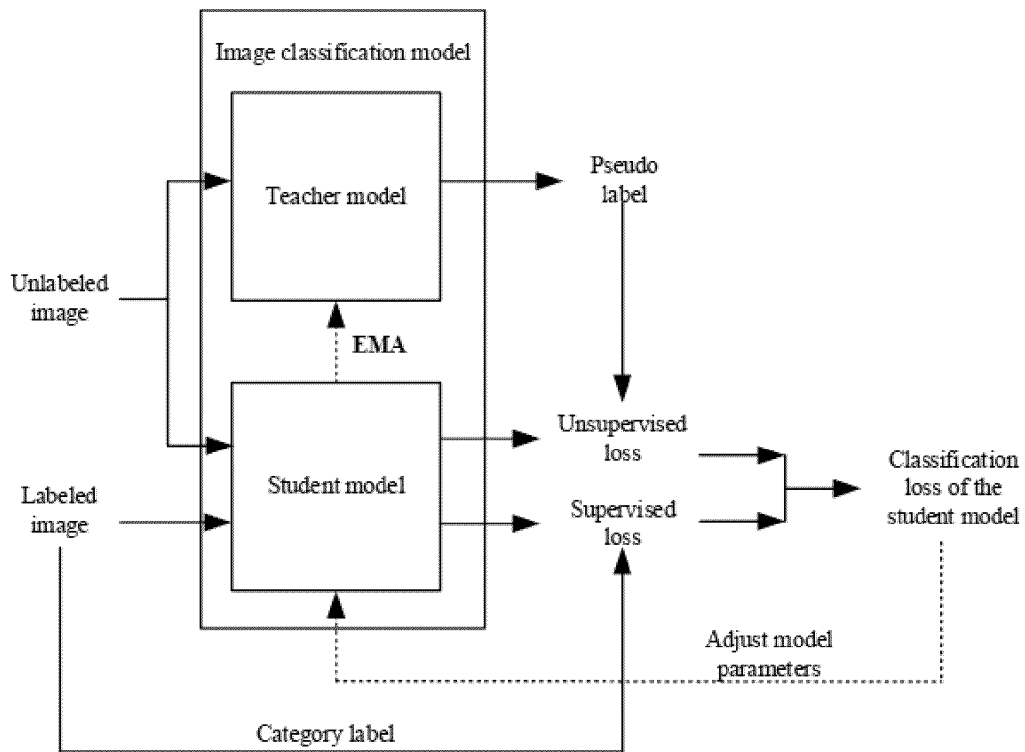 Image classification model
Teacher model
Pseudo
label
Unlabeled
image
EMA
Unsupervised
loss
Student model
Labeled
image
Supervised
loss
Classification
loss of the
student model
Adjust model
parameters
Category label